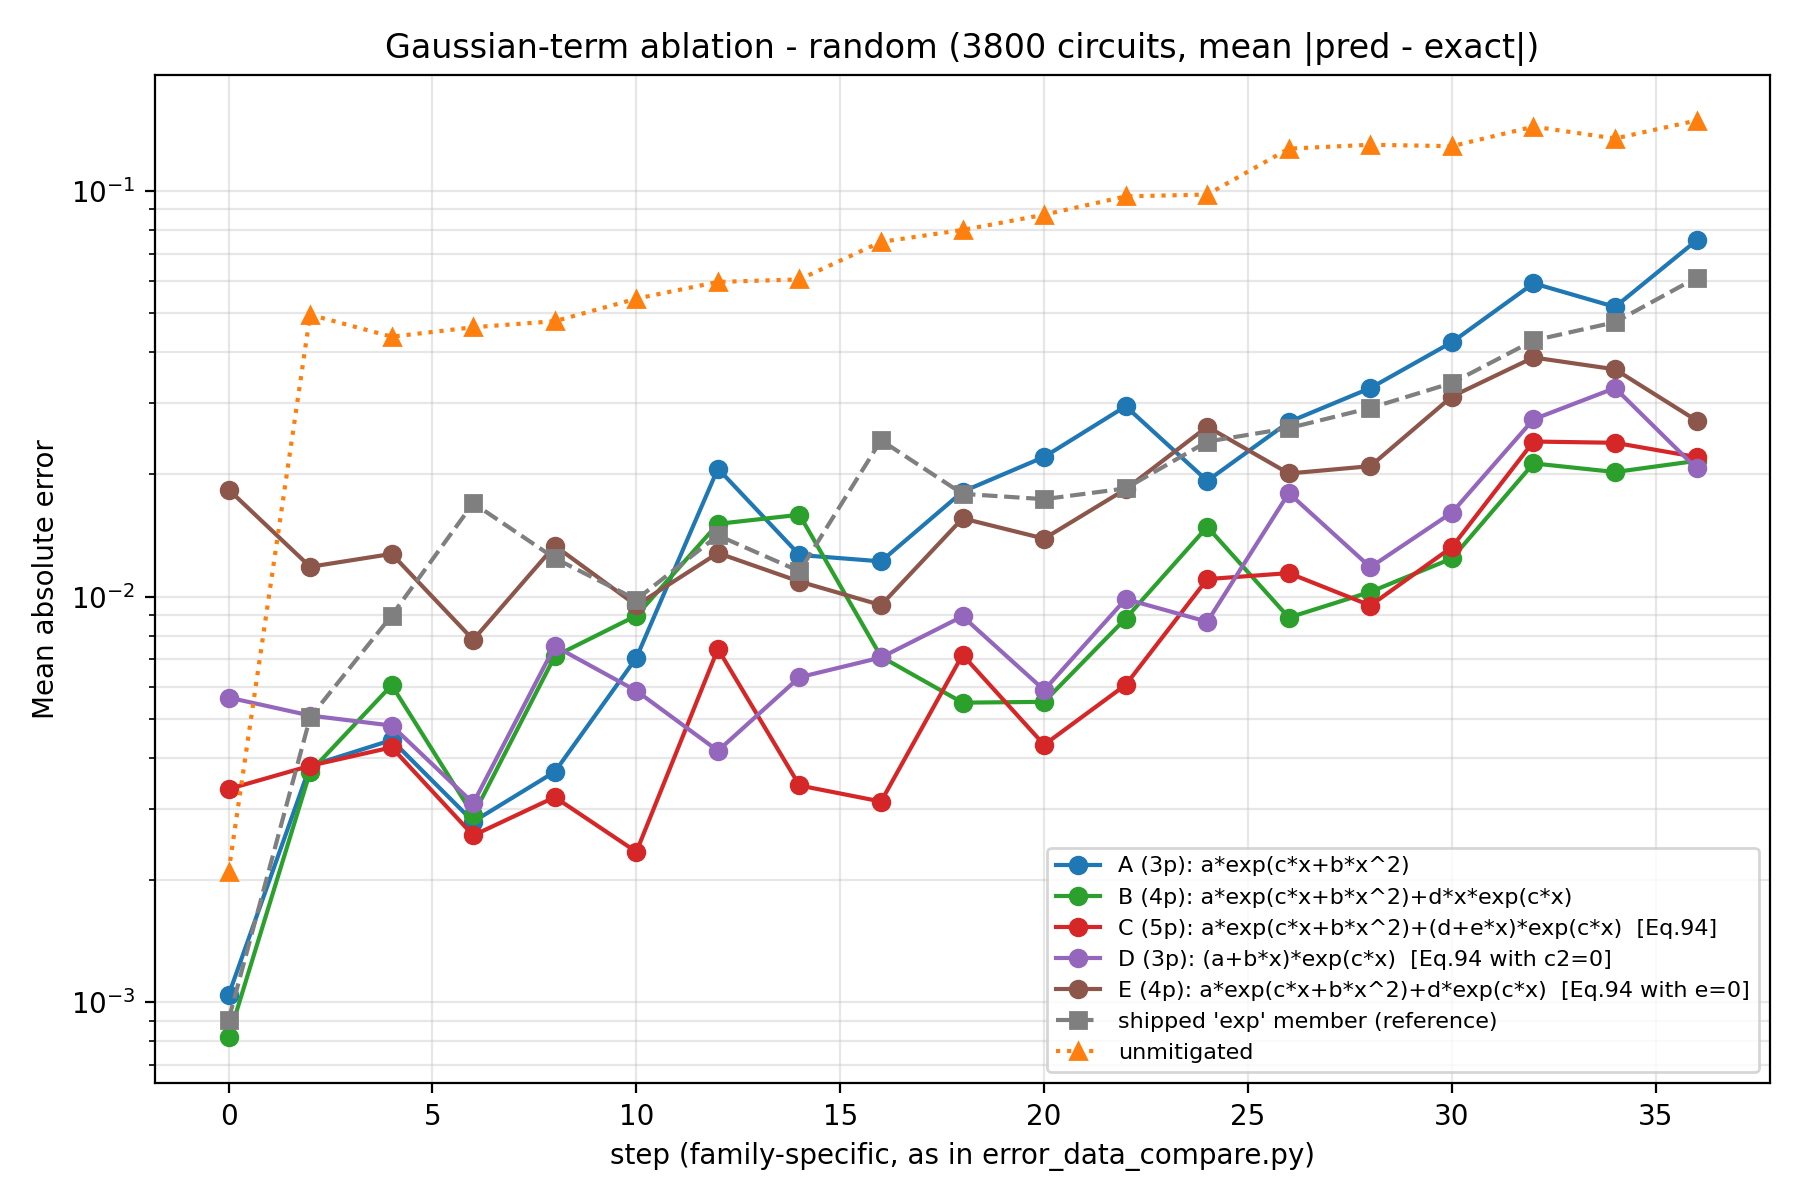 Gaussian-term ablation - random (3800 circuits, mean |pred - exact|)
Mean absolute error
10⁻¹
10⁻²
10⁻³
A (3p): a*exp(c*x+b*x^2)
B (4p): a*exp(c*x+b*x^2)+d*x*exp(c*x)
C (5p): a*exp(c*x+b*x^2)+(d+e*x)*exp(c*x)  [Eq.94]
D (3p): (a+b*x)*exp(c*x)  [Eq.94 with c2=0]
E (4p): a*exp(c*x+b*x^2)+d*exp(c*x)  [Eq.94 with e=0]
shipped 'exp' member (reference)
unmitigated
0 5 10 15 20 25 30 35
step (family-specific, as in error_data_compare.py)